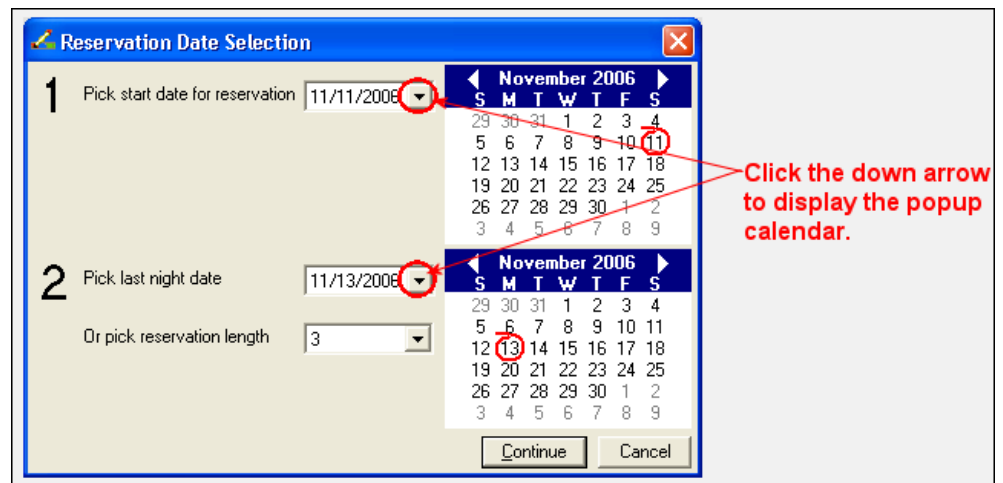 Reservation Date Selection
1 Pick start date for reservation 11/11/2006
November 2006
S M T W T F S
29 30 31 1 2 3 4
5 6 7 8 9 10 11
12 13 14 15 16 17 18
19 20 21 22 23 24 25
26 27 28 29 30 1 2
3 4 5 6 7 8 9
Click the down arrow
to display the popup
calendar.
2 Pick last night date 11/13/2006
Or pick reservation length 3
November 2006
S M T W T F S
29 30 31 1 2 3 4
5 6 7 8 9 10 11
12 13 14 15 16 17 18
19 20 21 22 23 24 25
26 27 28 29 30 1 2
3 4 5 6 7 8 9
Continue Cancel